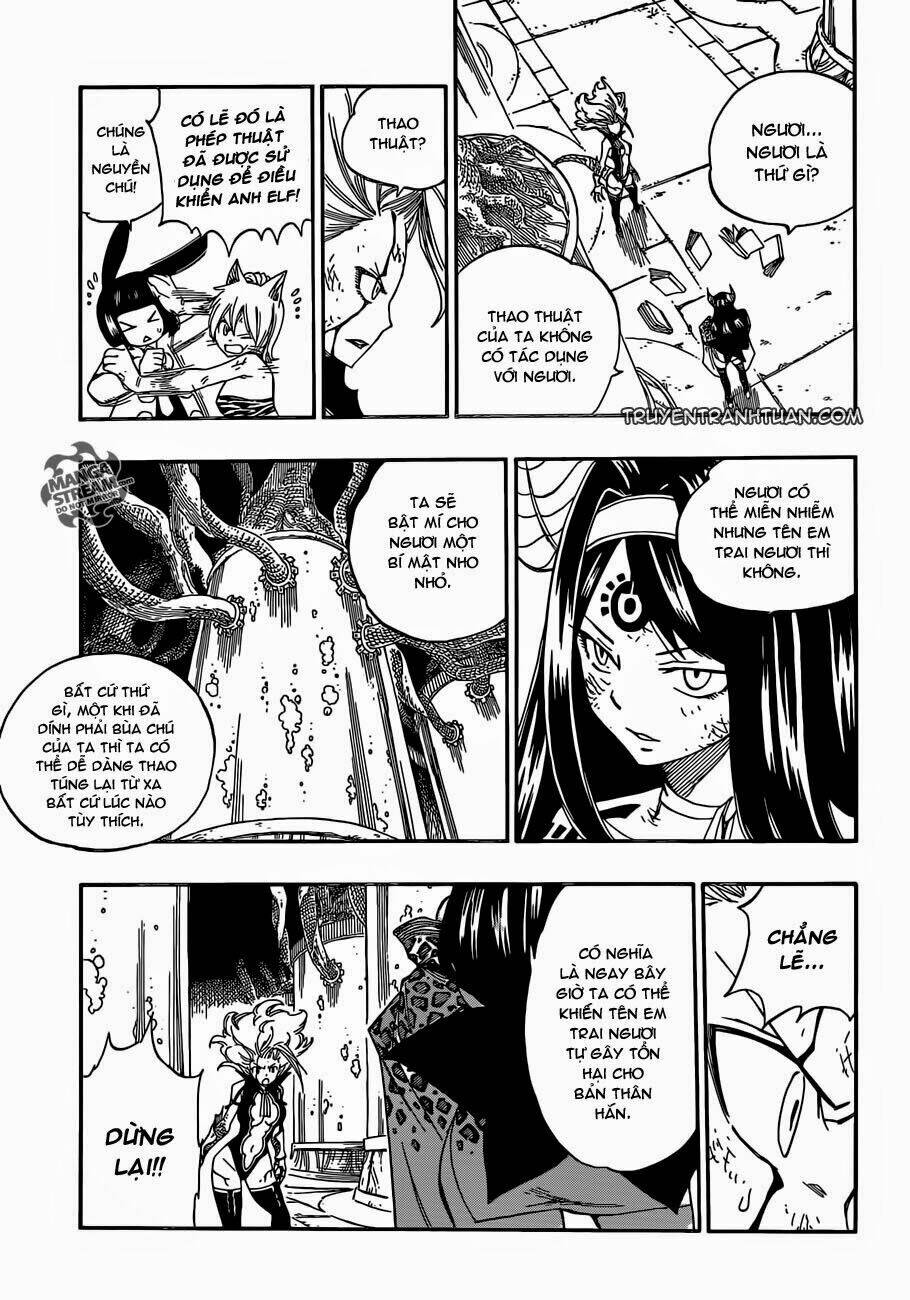 NGƯƠI...
NGƯƠI LÀ
THỨ GÌ?
THAO THUẬT
CỦA TA KHÔNG
CÓ TÁC DỤNG
VỚI NGƯƠI.
TRUYENTRANHTUAN.COM
THAO
THUẬT?
CÓ LẼ ĐÓ LÀ
PHÉP THUẬT
ĐÃ ĐƯỢC SỬ
DỤNG ĐỂ ĐIỀU
KHIỂN ANH ELF!
CHÚNG
LÀ
NGUYỀN
CHÚ!
NGƯƠI CÓ
THỂ MIỄN NHIỄM
NHƯNG TÊN EM
TRAI NGƯƠI THÌ
KHÔNG.
TA SẼ
BẬT MÍ CHO
NGƯƠI MỘT
BÍ MẬT NHO
NHỎ.
MANGA
STREAM.COM
DO NOT MIRROR
BẤT CỨ THỨ
GÌ, MỘT KHI ĐÃ
DÍNH PHẢI BÙA CHÚ
CỦA TA THÌ TA CÓ
THỂ DỄ DÀNG THAO
TÚNG LẠI TỪ XA
BẤT CỨ LÚC NÀO
TÙY THÍCH.
CHẲNG
LẼ...
CÓ NGHĨA
LÀ NGAY BÂY
GIỜ TA CÓ THỂ
KHIẾN TÊN EM
TRAI NGƯƠI
TỰ GÂY TỔN
HẠI CHO
BẢN THÂN
HẮN.
DỪNG
LẠI!!